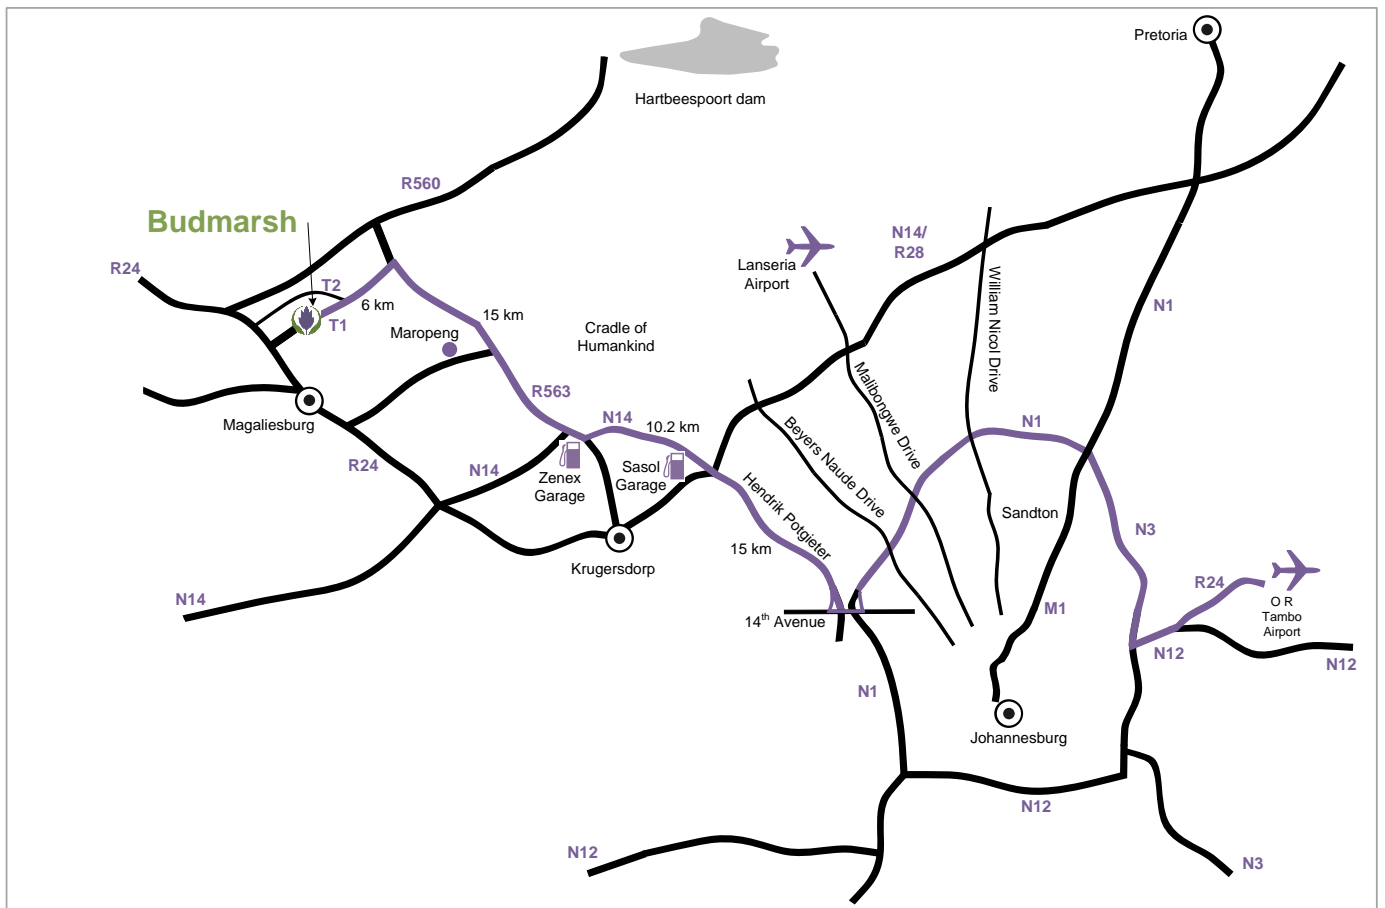 Pretoria
Hartbeespoort dam
R560
Budmarsh
N14/
R28
Lanseria
Airport
R24
T2
6 km
T1
15 km
Maropeng
Cradle of
Humankind
William Nicol Drive
N1
Malibongwe Drive
R563
N14
10.2 km
Beyers Naude Drive
N1
Magaliesburg
R24
N14
Zenex
Garage
Sasol
Garage
Hendrik Potgieter
Sandton
15 km
N3
Krugersdorp
R24
O R
Tambo
Airport
N14
14th Avenue
M1
N12
N12
N1
Johannesburg
N12
N12
N3